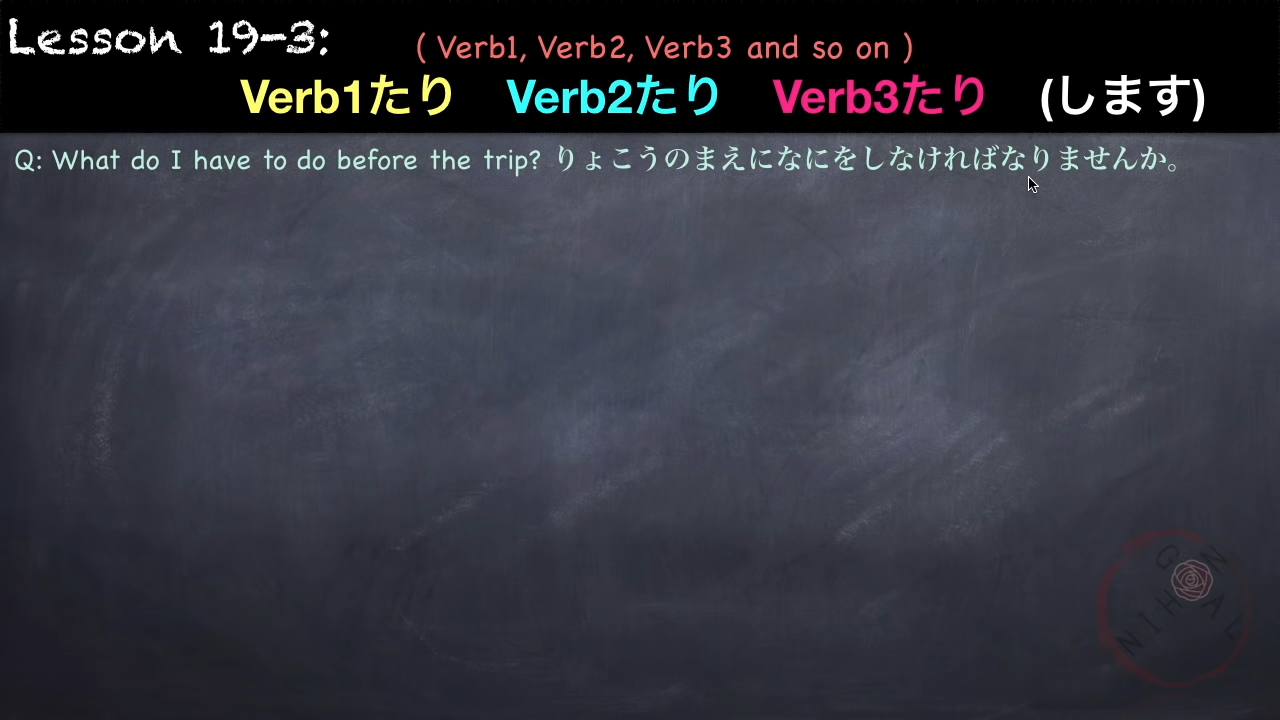 Lesson 19-3:
( Verb1, Verb2, Verb3 and so on )
Verb1たり Verb2たり Verb3たり (します)
Q: What do I have to do before the trip? りょこうのまえになにをしなければなりませんか。